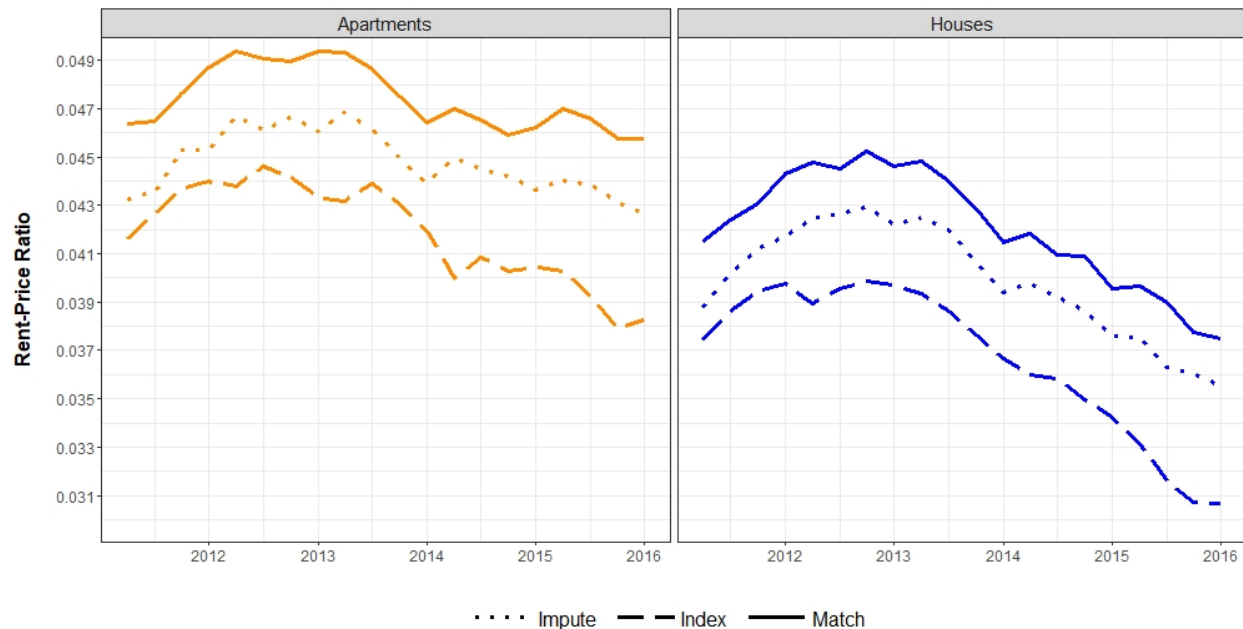 Apartments
Houses
Rent-Price Ratio
0.049
0.047
0.045
0.043
0.041
0.039
0.037
0.035
0.033
0.031
2012 2013 2014 2015 2016
2012 2013 2014 2015 2016
Impute Index Match